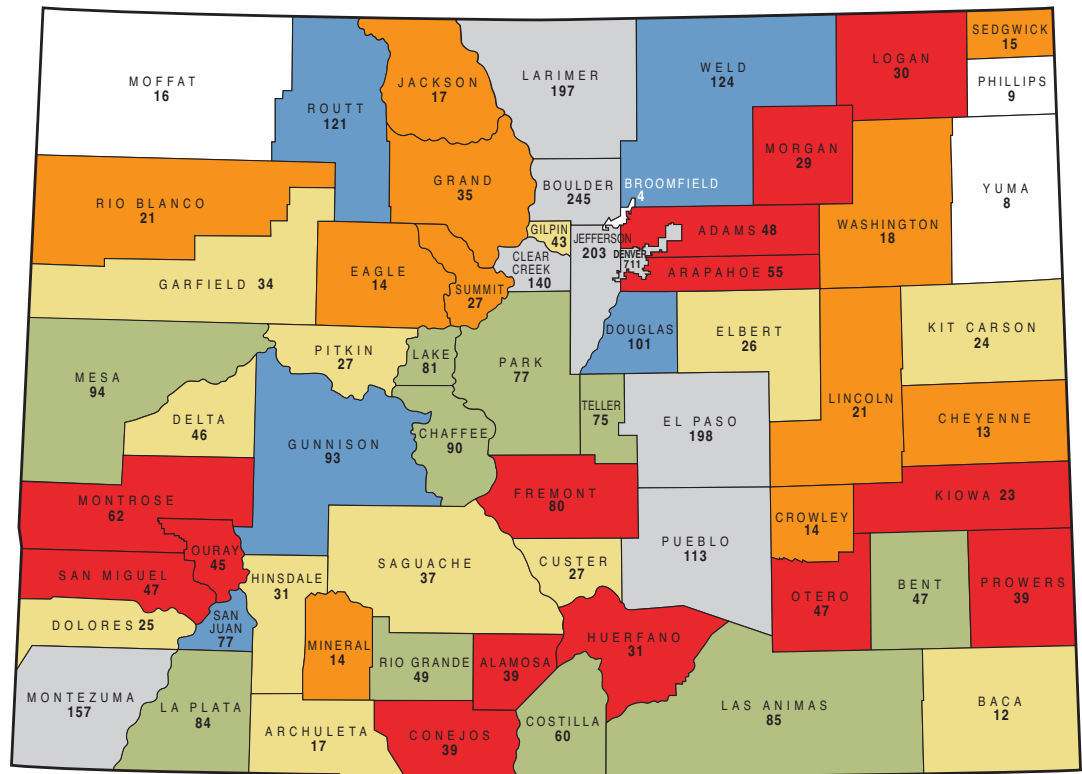 MOFFAT
16
ROUTT
121
JACKSON
17
LARIMER
197
WELD
124
LOGAN
30
SEDGWICK
15
PHILLIPS
9
MORGAN
29
YUMA
8
RIO BLANCO
21
GRAND
35
BOULDER
245
BROOMFIELD
4
GILPIN
43
JEFFERSON
203
ADAMS 48
WASHINGTON
18
GARFIELD 34
EAGLE
14
SUMMIT
27
CLEAR
CREEK
140
DENVER
711
ARAPAHOE 55
MESA
94
PITKIN
27
LAKE
81
PARK
77
DOUGLAS
101
ELBERT
26
KIT CARSON
24
DELTA
46
GUNNISON
93
CHAFFEE
90
TELLER
75
EL PASO
198
LINCOLN
21
CHEYENNE
13
MONTROSE
62
FREMONT
80
KIOWA 23
OURAY
45
PUEBLO
113
CROWLEY
14
SAN MIGUEL
47
HINSDALE
31
SAGUACHE
37
CUSTER
27
OTERO
47
BENT
47
PROWERS
39
DOLORES 25
SAN
JUAN
77
MINERAL
14
RIO GRANDE
49
ALAMOSA
39
HUERFANO
31
MONTEZUMA
157
LA PLATA
84
ARCHULETA
17
CONEJOS
39
COSTILLA
60
LAS ANIMAS
85
BACA
12